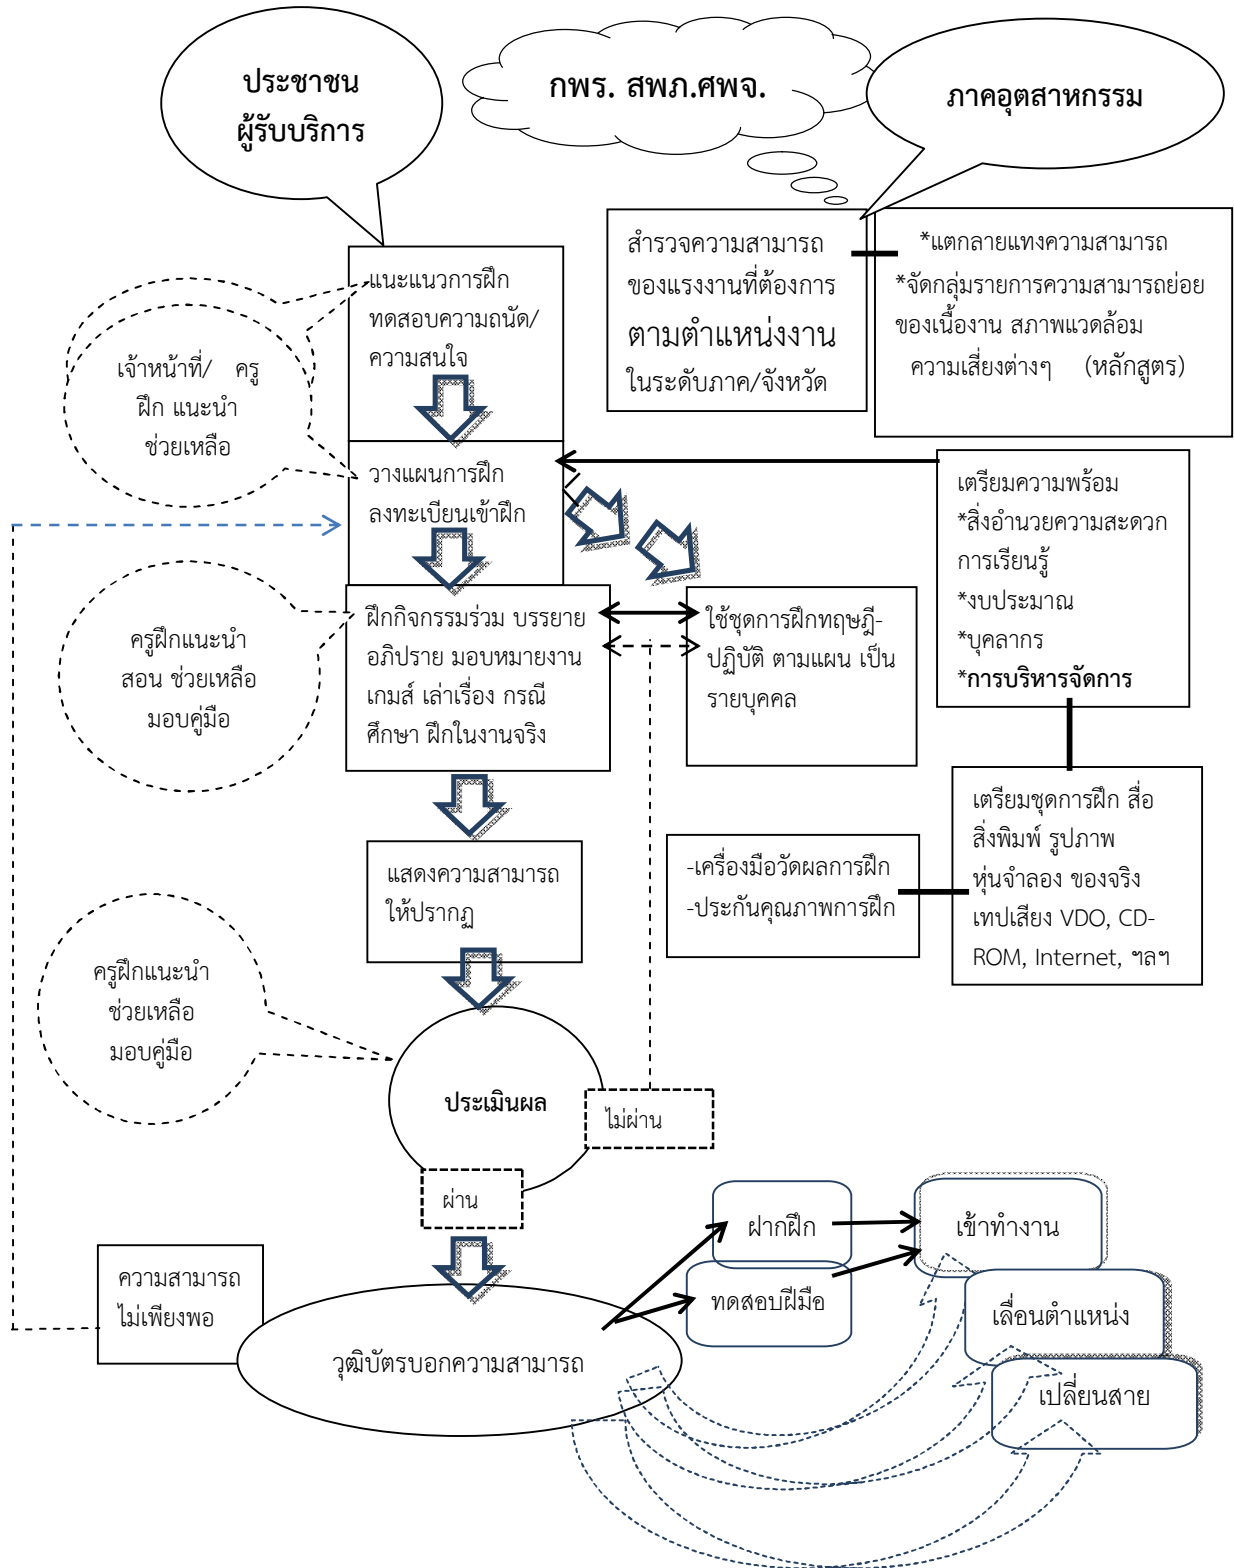 ประชาชน
ผู้รับบริการ
กพร. สพภ.ศพจ.
ภาคอุตสาหกรรม
สำรวจความสามารถ
ของแรงงานที่ต้องการ
ตามตำแหน่งงาน
ในระดับภาค/จังหวัด
*แตกลายแทงความสามารถ
*จัดกลุ่มรายการความสามารถย่อย
ของเนื้องาน สภาพแวดล้อม
ความเสี่ยงต่างๆ (หลักสูตร)
แนะแนวการฝึก
ทดสอบความถนัด/
ความสนใจ
เจ้าหน้าที่/ ครู
ฝึก แนะนำ
ช่วยเหลือ
วางแผนการฝึก
ลงทะเบียนเข้าฝึก
เตรียมความพร้อม
*สิ่งอำนวยความสะดวก
การเรียนรู้
*งบประมาณ
*บุคลากร
*การบริหารจัดการ
ครูฝึกแนะนำ
สอน ช่วยเหลือ
มอบคู่มือ
ฝึกกิจกรรมร่วม บรรยาย
อภิปราย มอบหมายงาน
เกมส์ เล่าเรื่อง กรณี
ศึกษา ฝึกในงานจริง
ใช้ชุดการฝึกทฤษฎี-
ปฏิบัติ ตามแผน เป็น
รายบุคคล
เตรียมชุดการฝึก สื่อ
สิ่งพิมพ์ รูปภาพ
หุ่นจำลอง ของจริง
เทปเสียง VDO, CD-
ROM, Internet, ฯลฯ
-เครื่องมือวัดผลการฝึก
-ประกันคุณภาพการฝึก
แสดงความสามารถ
ให้ปรากฏ
ครูฝึกแนะนำ
ช่วยเหลือ
มอบคู่มือ
ประเมินผล
ไม่ผ่าน
ผ่าน
ฝากฝึก
เข้าทำงาน
ความสามารถ
ไม่เพียงพอ
ทดสอบฝีมือ
เลื่อนตำแหน่ง
วุฒิบัตรบอกความสามารถ
เปลี่ยนสาย